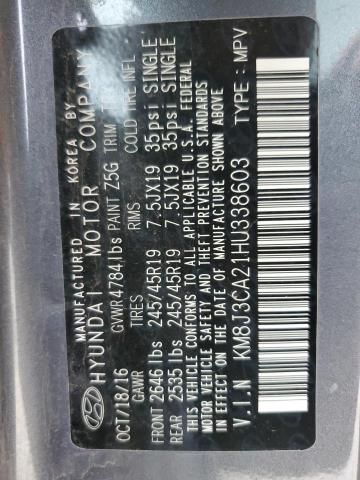 MANUFACTURED IN KOREA BY
HYUNDAI MOTOR COMPANY
OCT/18/16 GVWR 4784 lbs PAINT Z5G TRIM
GAWR TIRES RIMS COLD TIRE INFL
FRONT 2646 lbs 245/45R19 7.5JX19 35psi SINGLE
REAR 2535 lbs 245/45R19 7.5JX19 35psi SINGLE
THIS VEHICLE CONFORMS TO ALL APPLICABLE U.S.A. FEDERAL
MOTOR VEHICLE SAFETY AND THEFT PREVENTION STANDARDS
IN EFFECT ON THE DATE OF MANUFACTURE SHOWN ABOVE
V.I.N KM8J3CA21HU338603 TYPE : MPV